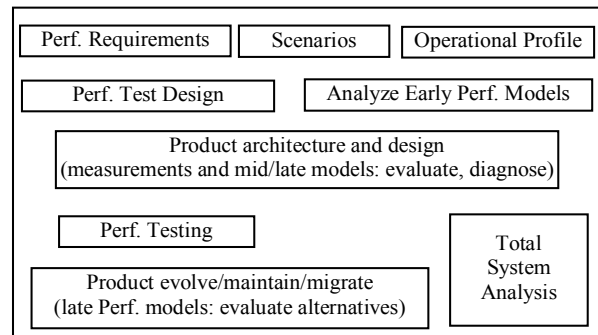 Perf. Requirements
Scenarios
Operational Profile
Perf. Test Design
Analyze Early Perf. Models
Product architecture and design
(measurements and mid/late models: evaluate, diagnose)
Perf. Testing
Total
System
Analysis
Product evolve/maintain/migrate
(late Perf. models: evaluate alternatives)